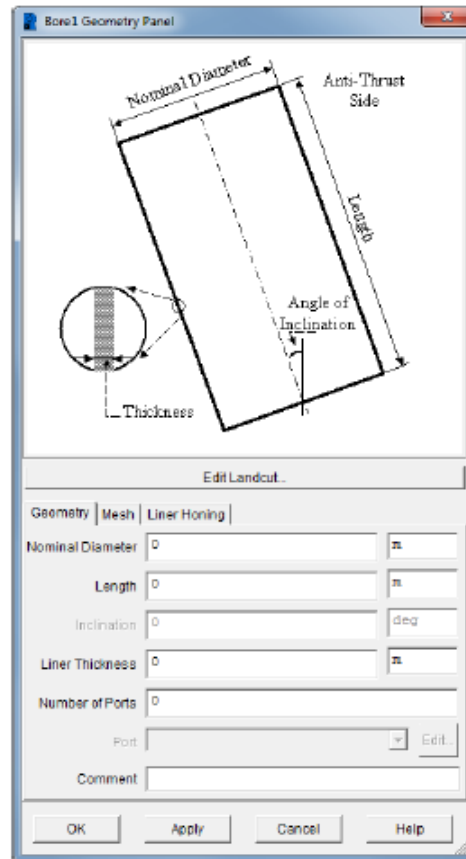 Bore1 Geometry Panel
Nominal Diameter
Anti-Thrust
Side
Length
Angle of
Inclination
Thickness
Edit Landcut...
Geometry Mesh Liner Honing
Nominal Diameter 0 m
Length 0 m
Inclination 0 deg
Liner Thickness 0 m
Number of Ports 0
Port Edit...
Comment
OK Apply Cancel Help